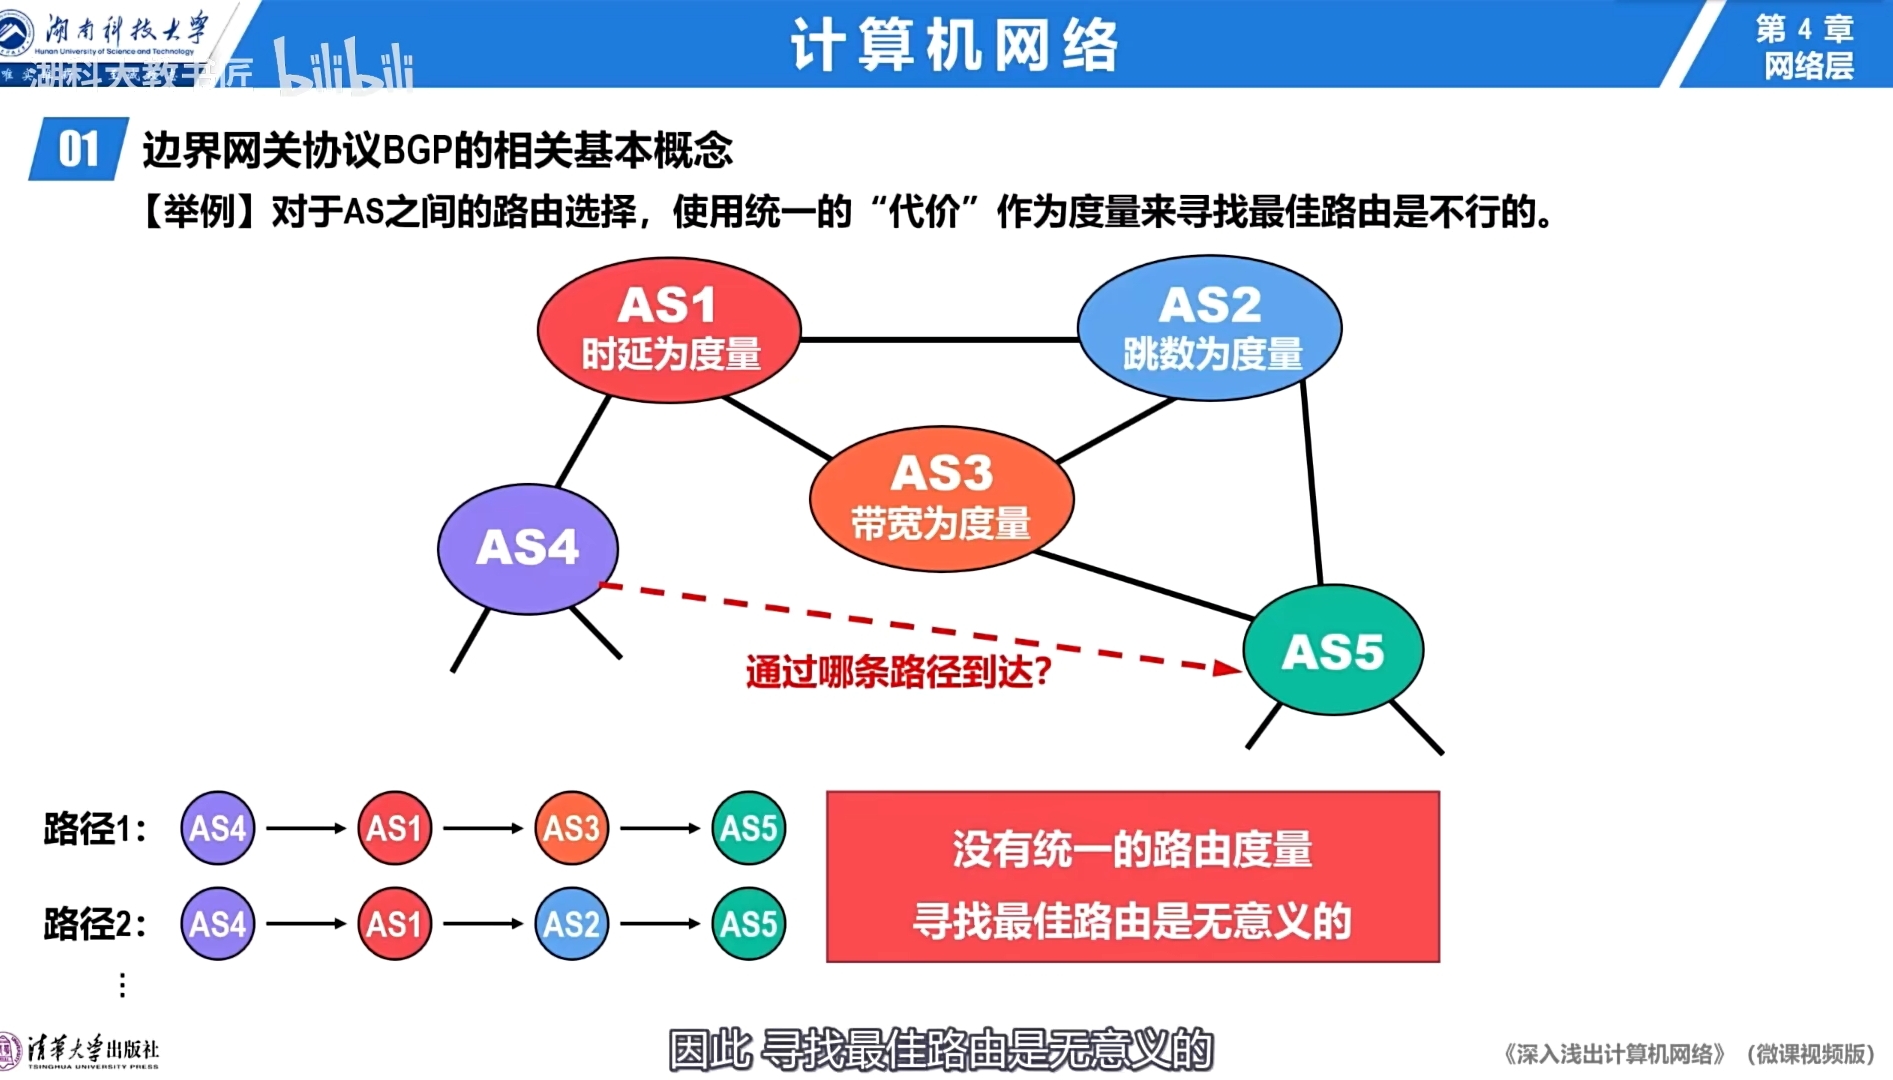 湖南科技大学
Hunan University of Science and Technology
湖科大教书匠 bilibili
计算机网络
第 4 章
网络层
01 边界网关协议BGP的相关基本概念
【举例】对于AS之间的路由选择，使用统一的“代价”作为度量来寻找最佳路由是不行的。
AS1
时延为度量
AS2
跳数为度量
AS3
带宽为度量
AS4
AS5
通过哪条路径到达？
路径1： AS4 AS1 AS3 AS5
路径2： AS4 AS1 AS2 AS5
⋮
没有统一的路由度量
寻找最佳路由是无意义的
因此 寻找最佳路由是无意义的
清华大学出版社
TSINGHUA UNIVERSITY PRESS
《深入浅出计算机网络》（微课视频版）